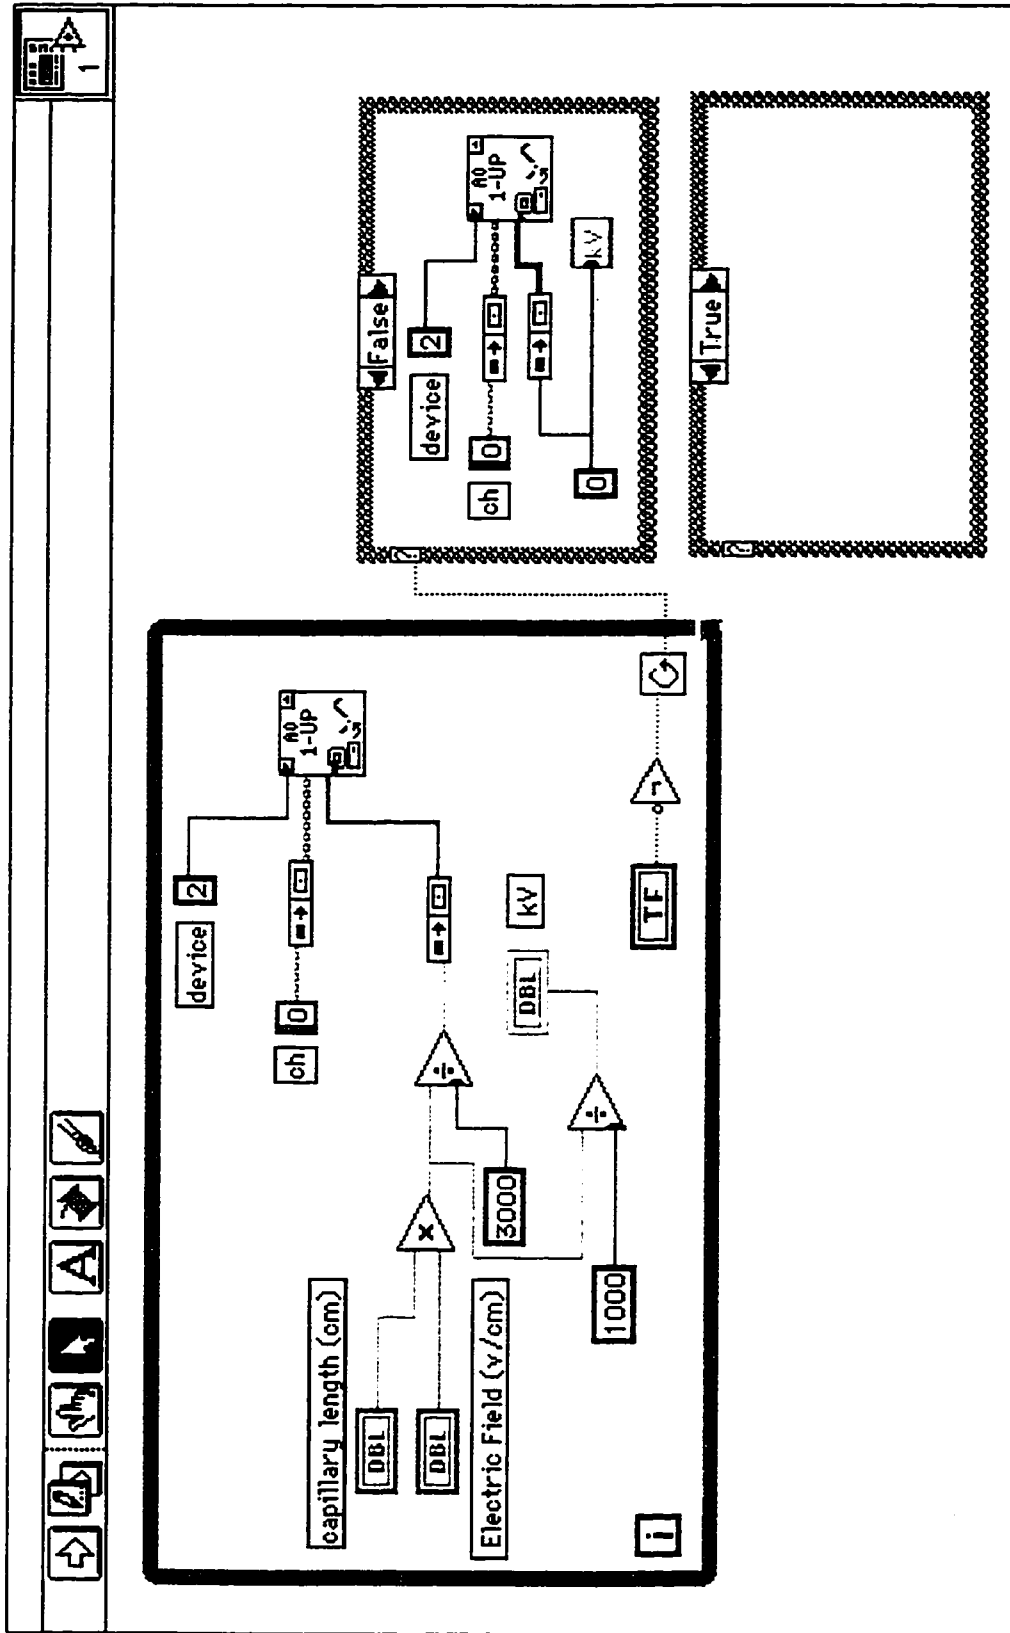 A
1
device
2
ch
0
AO
1-UP
capillary length (cm)
DBL
×
÷
DBL
Electric Field (v/cm)
3000
DBL
kV
1000
÷
i
TF
False
device
2
ch
0
AO
1-UP
0
kV
?
True
?